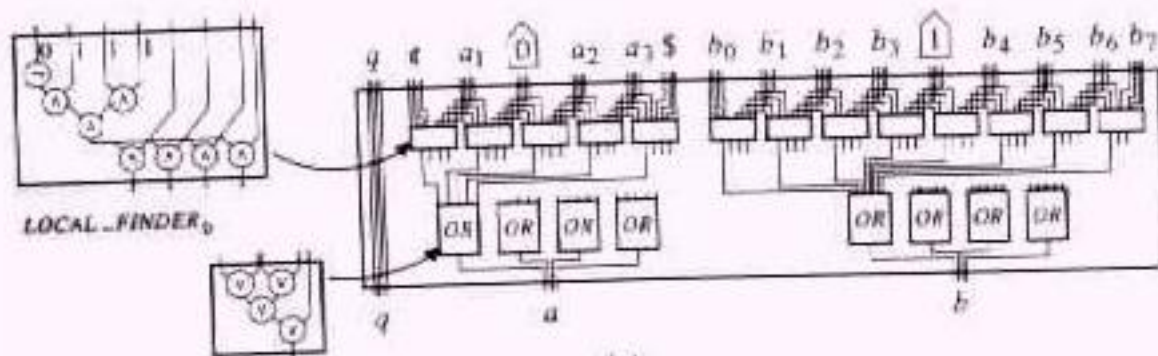 0 1 1 1
¬
∧ ∧
∧
∧ ∧ ∧ ∧
LOCAL_FINDER₀
∨ ∨
∨
∨
q ¢ a₁ 0 a₂ a₃ $ b₀ b₁ b₂ b₃ 1 b₄ b₅ b₆ b₇
OR OR OR OR OR OR OR OR
q a b